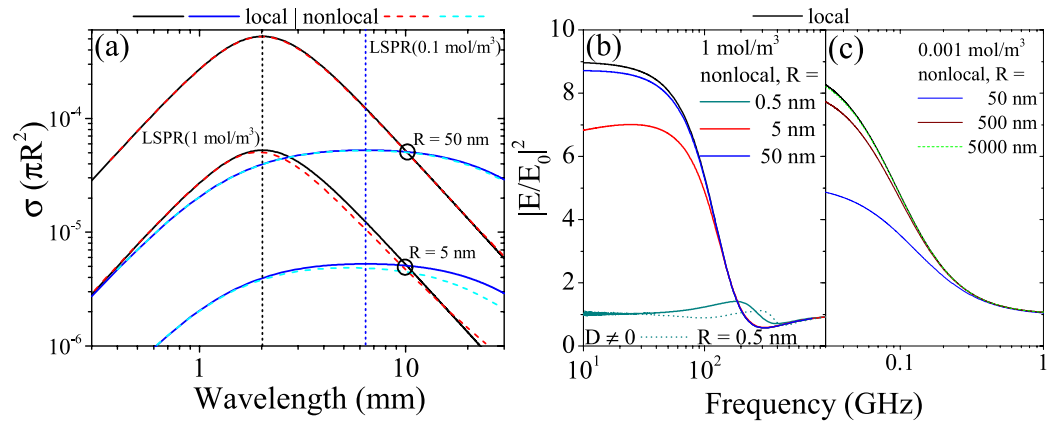 local | nonlocal
(a)
LSPR(0.1 mol/m³)
LSPR(1 mol/m³)
R = 50 nm
R = 5 nm
10⁻⁴
10⁻⁵
10⁻⁶
σ (πR²)
1
10
Wavelength (mm)
local
(b)
1 mol/m³
nonlocal, R =
0.5 nm
5 nm
50 nm
D ≠ 0
R = 0.5 nm
10
8
6
4
2
0
|E/E₀|²
10¹
10²
(c)
0.001 mol/m³
nonlocal, R =
50 nm
500 nm
5000 nm
0.1
1
Frequency (GHz)